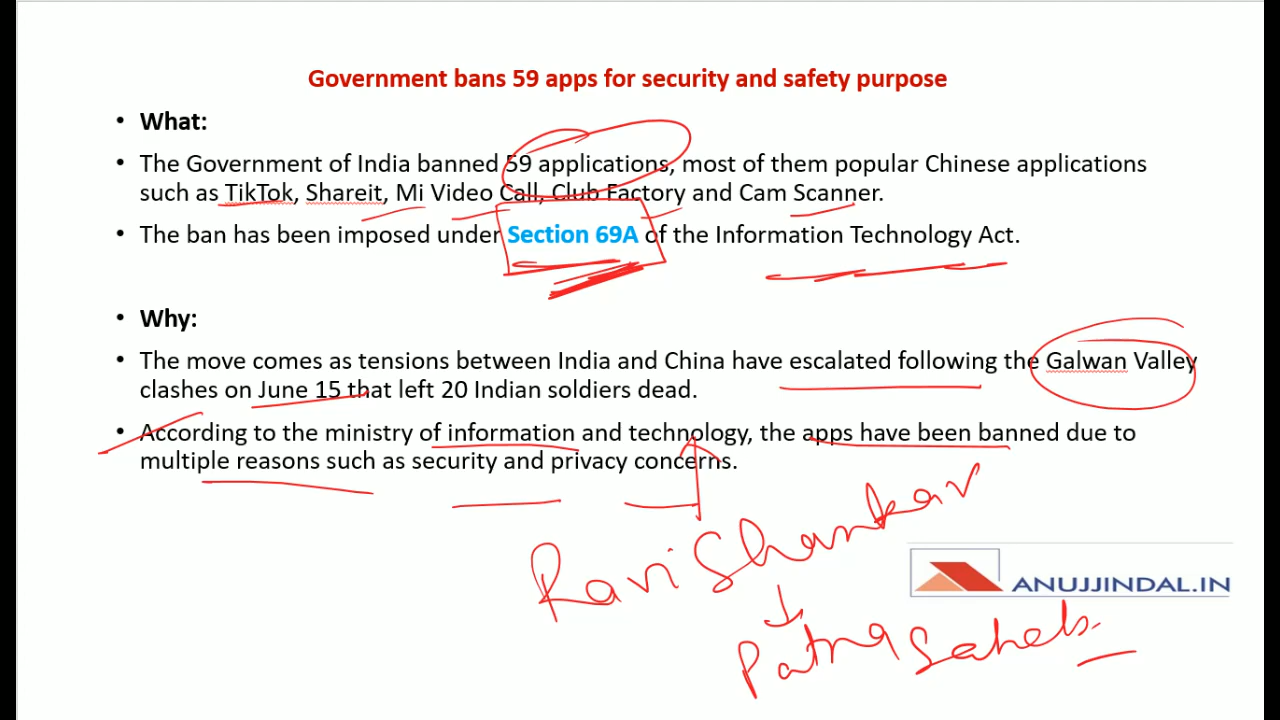 Government bans 59 apps for security and safety purpose
• What:
• The Government of India banned 59 applications, most of them popular Chinese applications
such as TikTok, Shareit, Mi Video Call, Club Factory and Cam Scanner.
• The ban has been imposed under Section 69A of the Information Technology Act.
• Why:
• The move comes as tensions between India and China have escalated following the Galwan Valley
clashes on June 15 that left 20 Indian soldiers dead.
• According to the ministry of information and technology, the apps have been banned due to
multiple reasons such as security and privacy concerns.
Ravi Shankar
ANUJJINDAL.IN
Patna Saheb